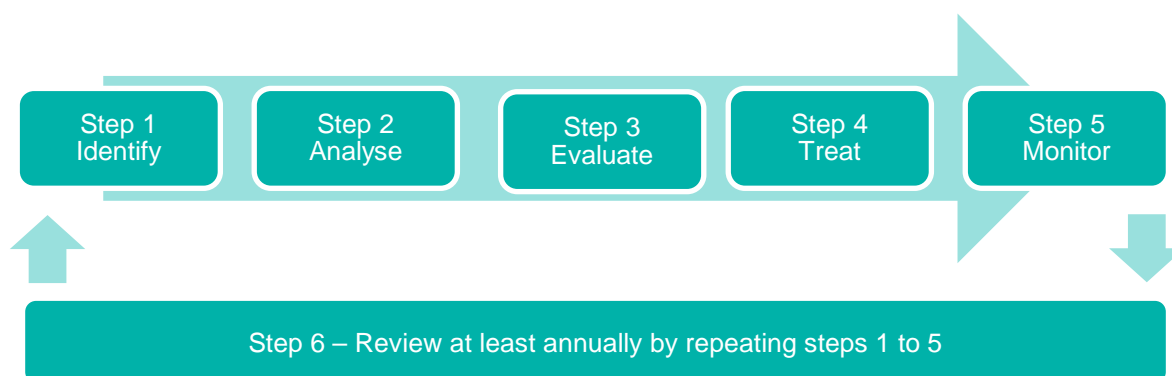 Step 1
Identify
Step 2
Analyse
Step 3
Evaluate
Step 4
Treat
Step 5
Monitor
Step 6 – Review at least annually by repeating steps 1 to 5